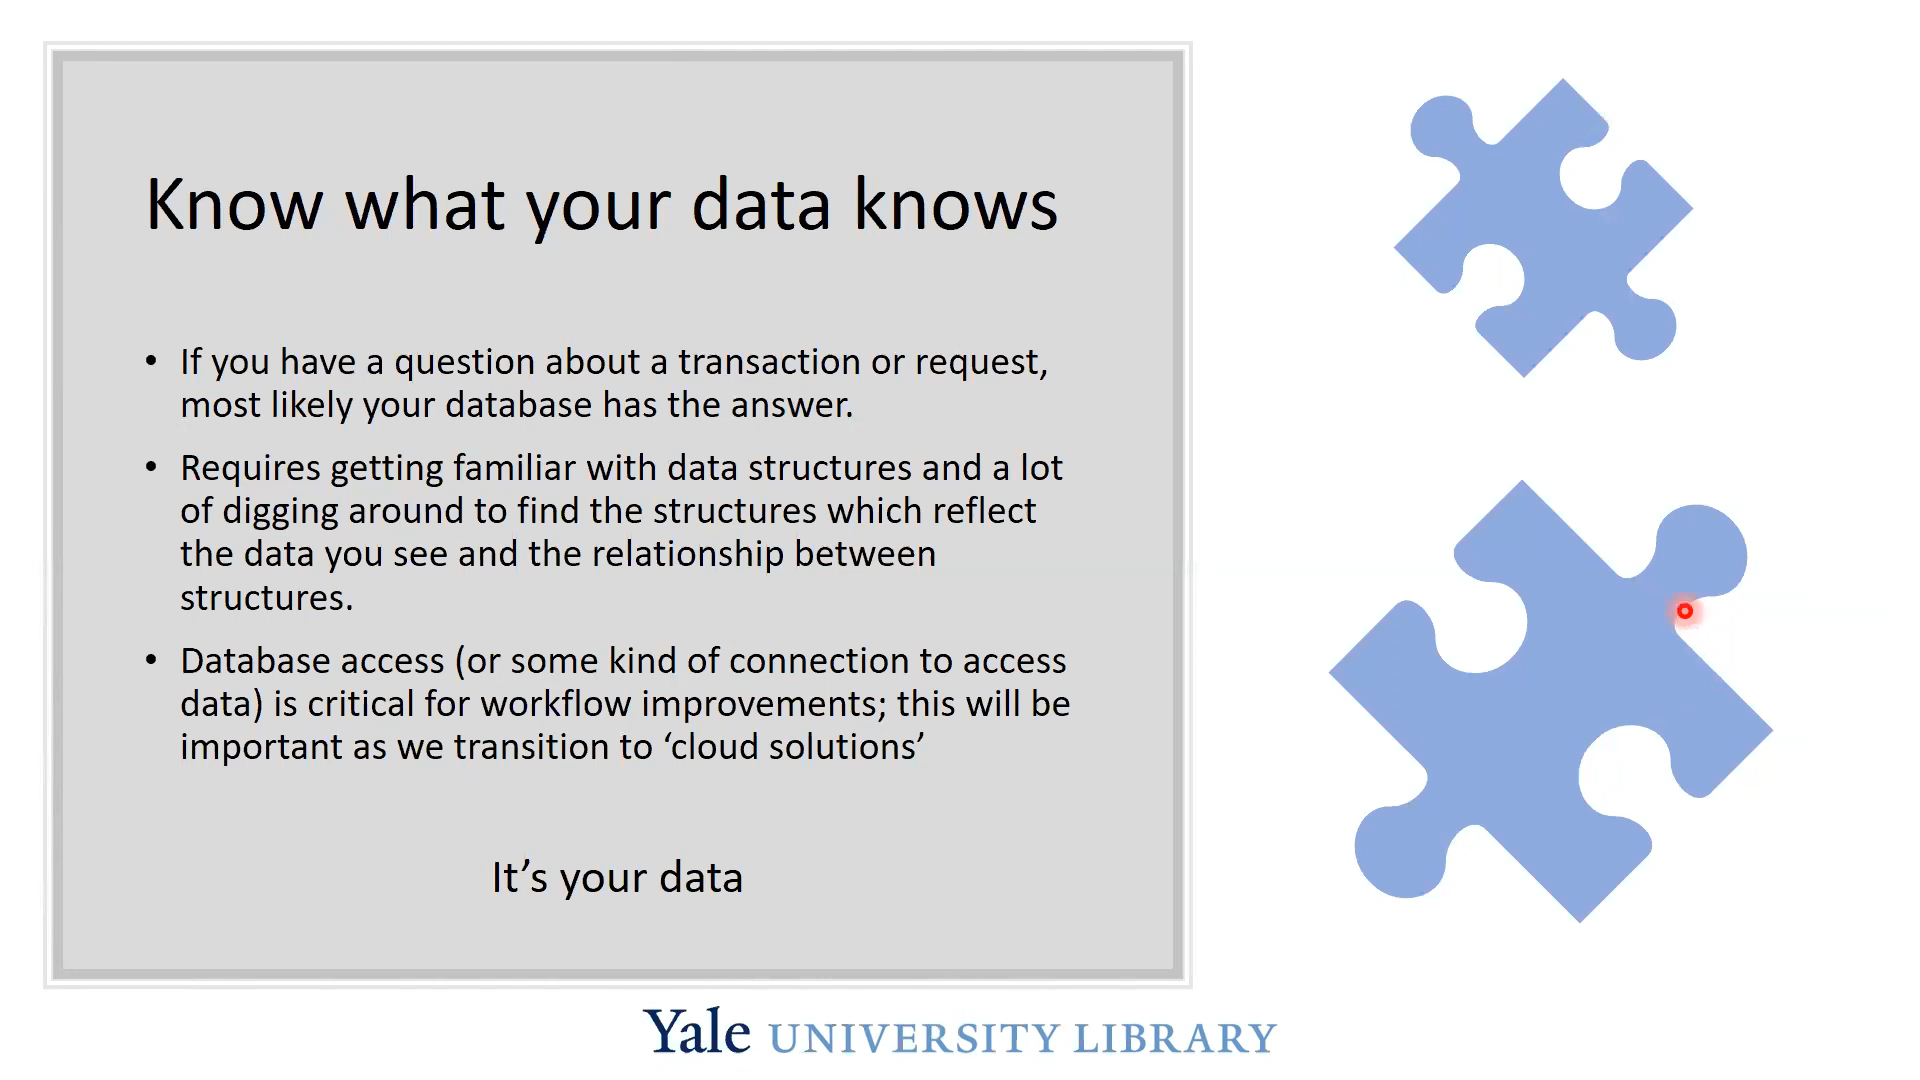 Know what your data knows
• If you have a question about a transaction or request,
most likely your database has the answer.
• Requires getting familiar with data structures and a lot
of digging around to find the structures which reflect
the data you see and the relationship between
structures.
• Database access (or some kind of connection to access
data) is critical for workflow improvements; this will be
important as we transition to ‘cloud solutions’
It’s your data
Yale UNIVERSITY LIBRARY